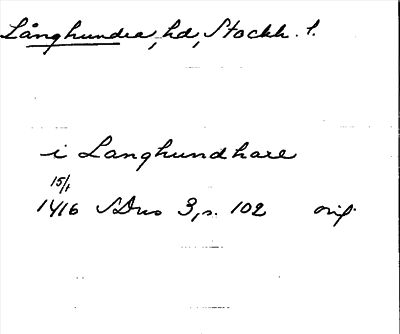 Långhundra, hd, Stockh. l.
i Langhundhare
15/1
1416 SDns 3, s. 102 orig.